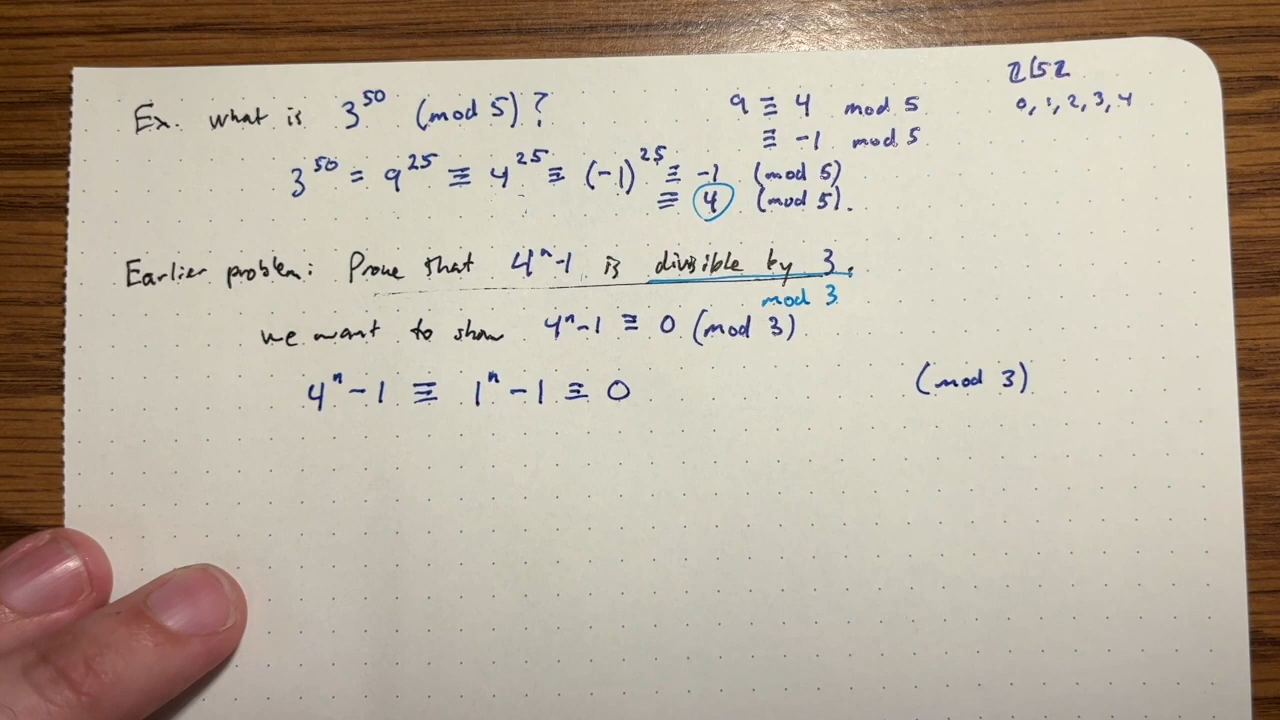 Ex. what is 3^50 (mod 5)?
9 ≡ 4 mod 5
≡ -1 mod 5
0, 1, 2, 3, 4
3^50 = 9^25 ≡ 4^25 ≡ (-1)^25 ≡ -1 (mod 5)
≡ 4 (mod 5).
Earlier problem: Prove that 4^n-1 is divisible by 3.
mod 3
we want to show 4^n-1 ≡ 0 (mod 3)
4^n - 1 ≡ 1^n - 1 ≡ 0 (mod 3)